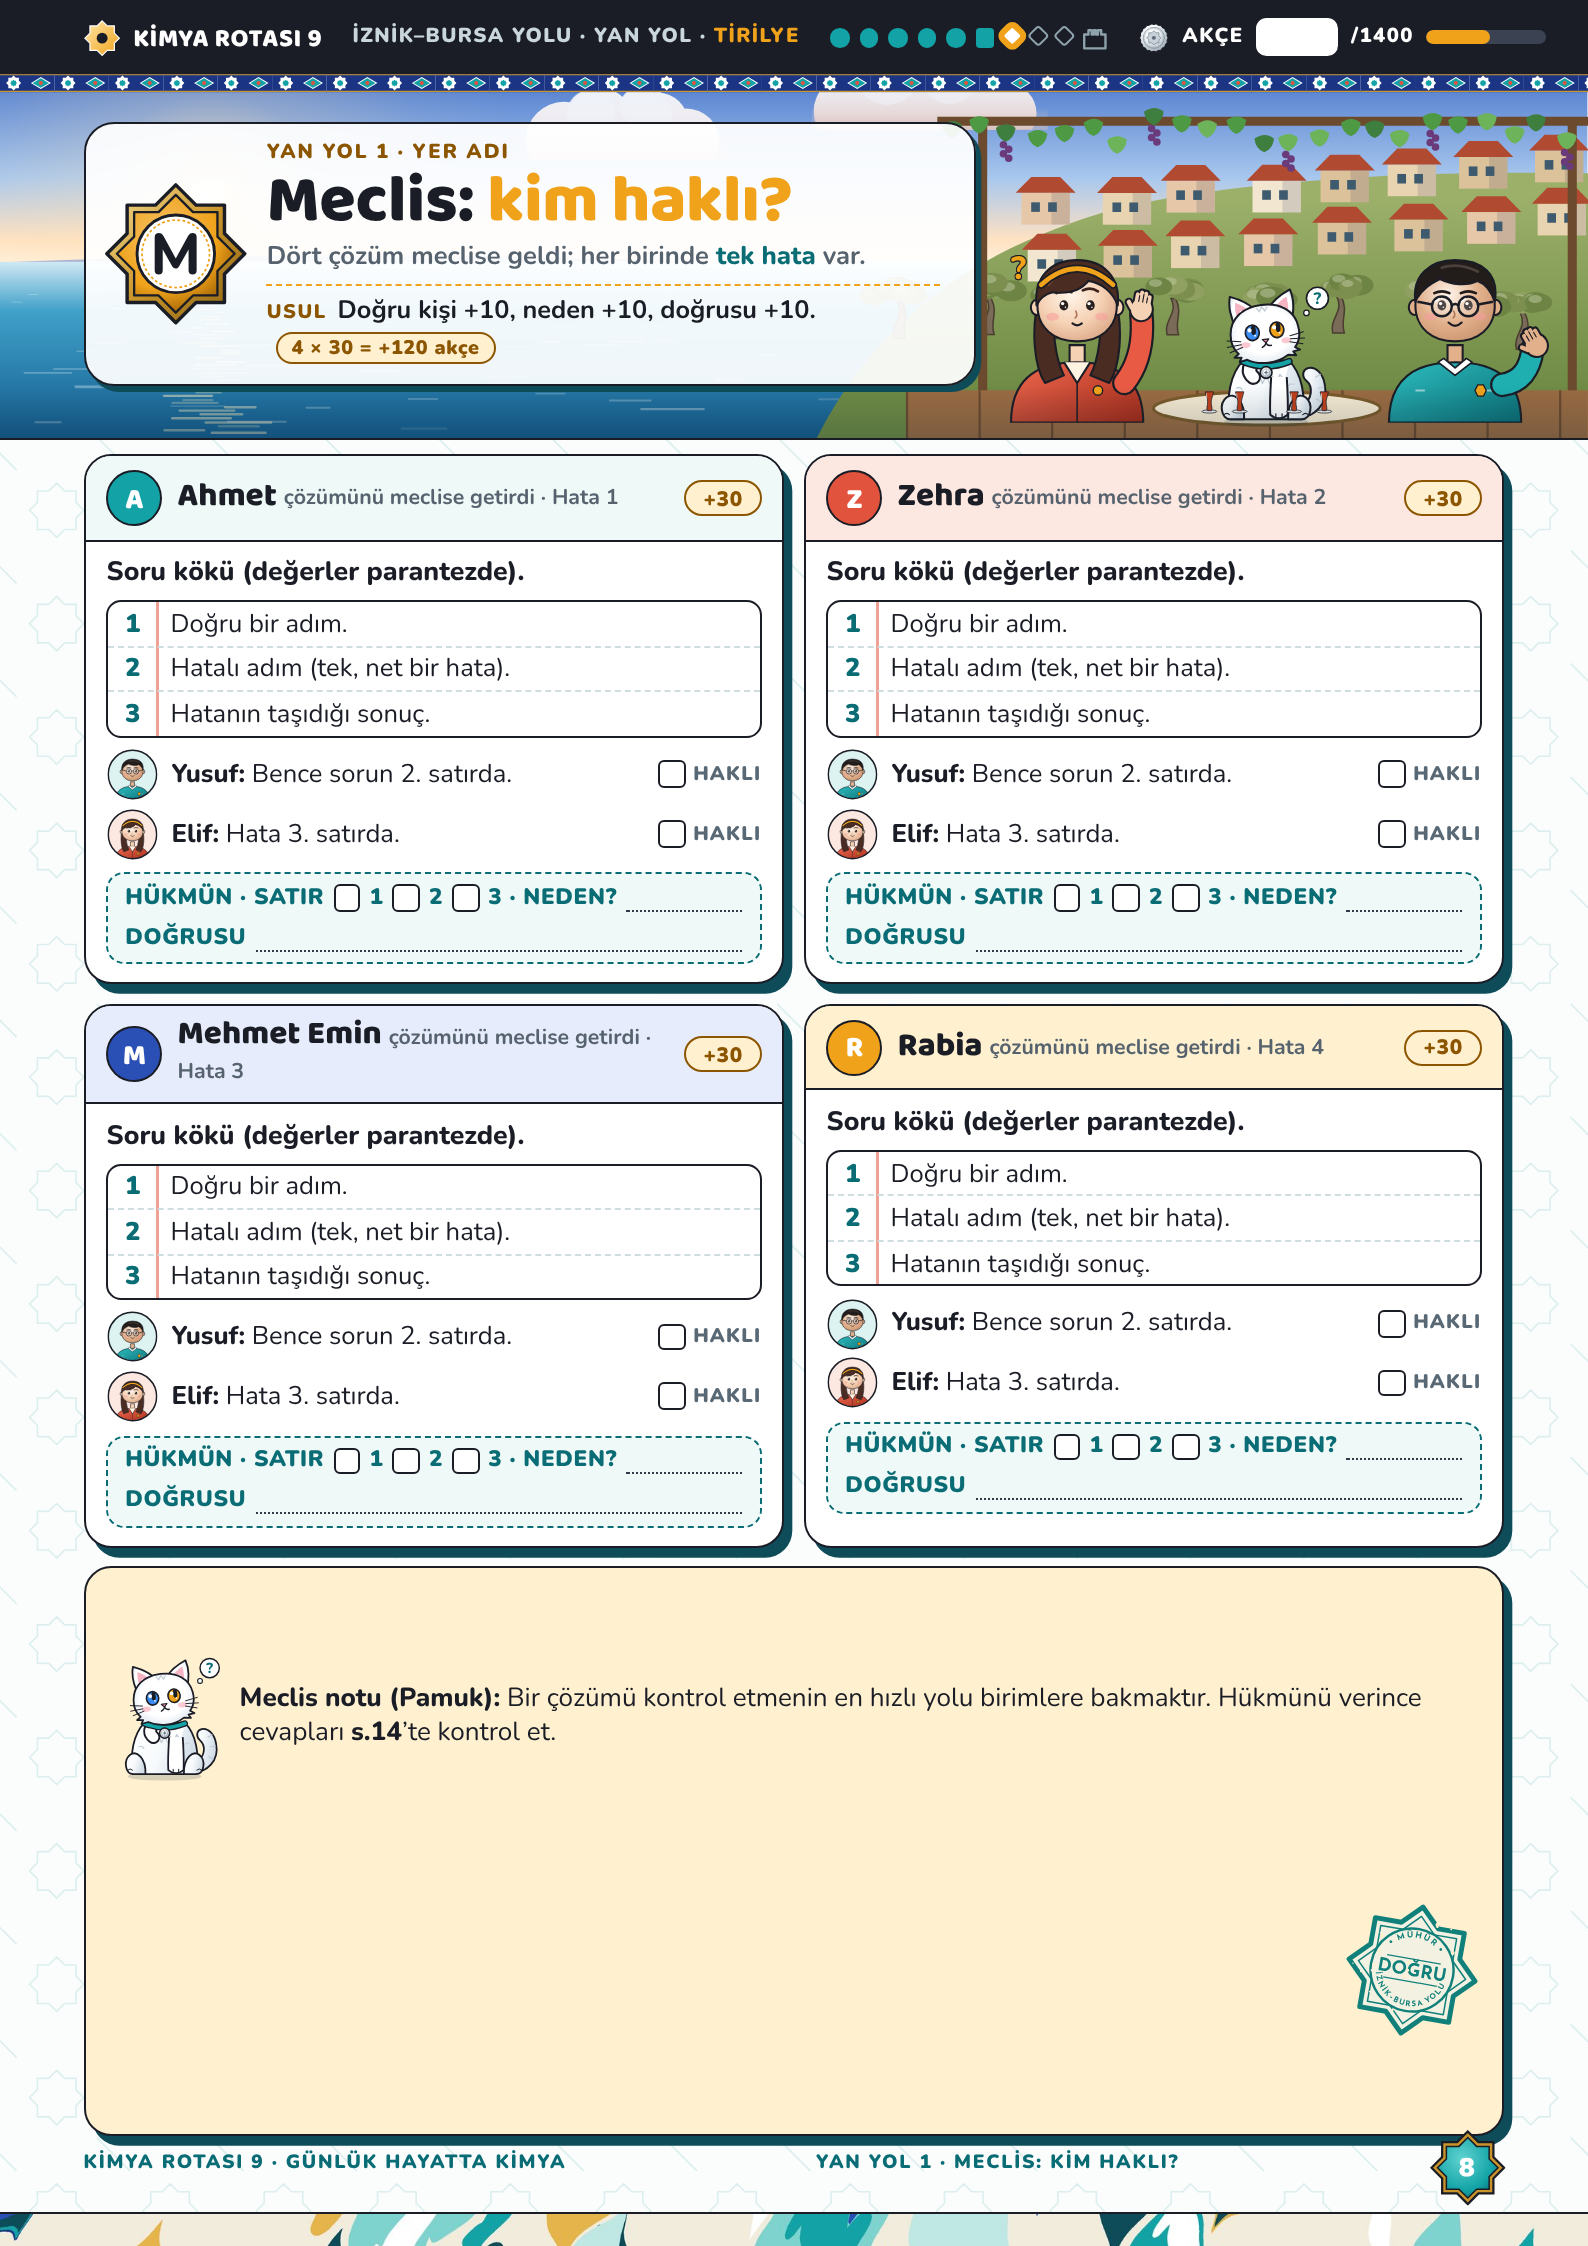 KİMYA ROTASI 9 İZNİK–BURSA YOLU · YAN YOL · TİRİLYE AKÇE /1400
YAN YOL 1 · YER ADI
Meclis: kim haklı?
M
Dört çözüm meclise geldi; her birinde tek hata var.
USUL Doğru kişi +10, neden +10, doğrusu +10.
4 × 30 = +120 akçe
?
?
A Ahmet çözümünü meclise getirdi · Hata 1 +30
Soru kökü (değerler parantezde).
1 Doğru bir adım.
2 Hatalı adım (tek, net bir hata).
3 Hatanın taşıdığı sonuç.
Yusuf: Bence sorun 2. satırda. HAKLI
Elif: Hata 3. satırda. HAKLI
HÜKMÜN · SATIR 1 2 3 · NEDEN?
DOĞRUSU
Z Zehra çözümünü meclise getirdi · Hata 2 +30
Soru kökü (değerler parantezde).
1 Doğru bir adım.
2 Hatalı adım (tek, net bir hata).
3 Hatanın taşıdığı sonuç.
Yusuf: Bence sorun 2. satırda. HAKLI
Elif: Hata 3. satırda. HAKLI
HÜKMÜN · SATIR 1 2 3 · NEDEN?
DOĞRUSU
M Mehmet Emin çözümünü meclise getirdi ·
Hata 3 +30
Soru kökü (değerler parantezde).
1 Doğru bir adım.
2 Hatalı adım (tek, net bir hata).
3 Hatanın taşıdığı sonuç.
Yusuf: Bence sorun 2. satırda. HAKLI
Elif: Hata 3. satırda. HAKLI
HÜKMÜN · SATIR 1 2 3 · NEDEN?
DOĞRUSU
R Rabia çözümünü meclise getirdi · Hata 4 +30
Soru kökü (değerler parantezde).
1 Doğru bir adım.
2 Hatalı adım (tek, net bir hata).
3 Hatanın taşıdığı sonuç.
Yusuf: Bence sorun 2. satırda. HAKLI
Elif: Hata 3. satırda. HAKLI
HÜKMÜN · SATIR 1 2 3 · NEDEN?
DOĞRUSU
?
Meclis notu (Pamuk): Bir çözümü kontrol etmenin en hızlı yolu birimlere bakmaktır. Hükmünü verince
cevapları s.14’te kontrol et.
• MÜHÜR •
DOĞRU
İZNİK-BURSA YOLU
KİMYA ROTASI 9 · GÜNLÜK HAYATTA KİMYA YAN YOL 1 · MECLİS: KİM HAKLI? 8